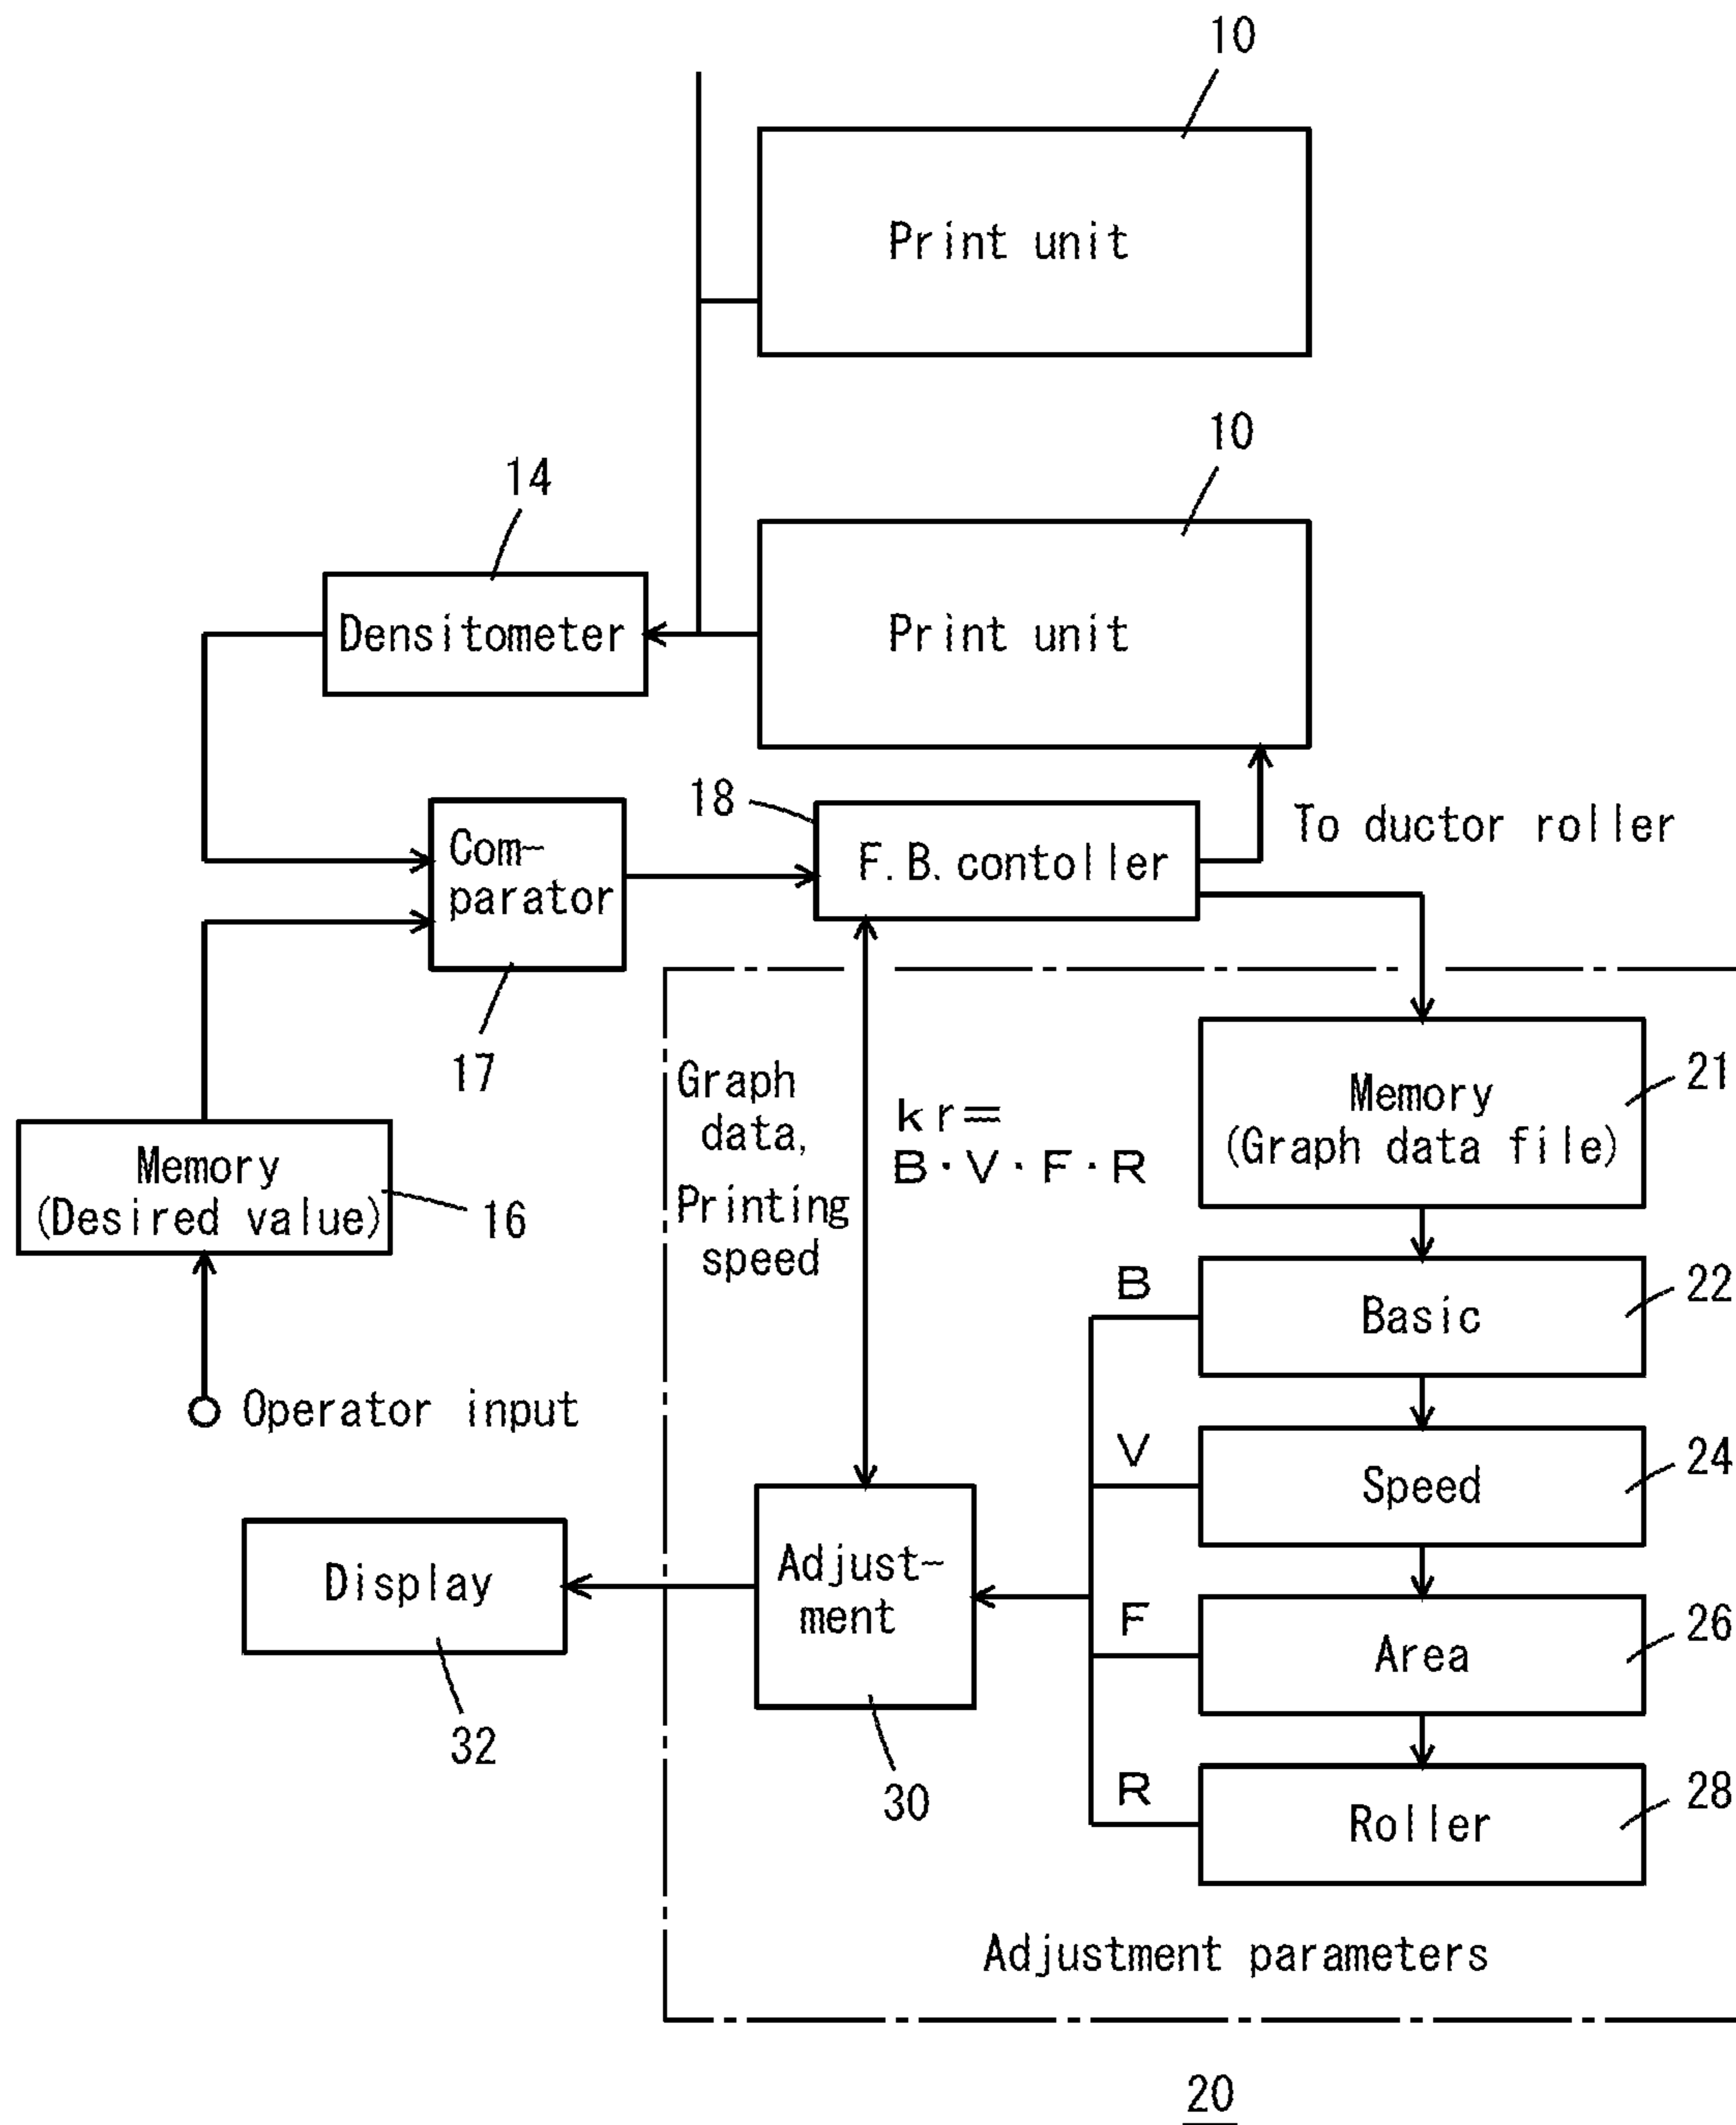 10
Print unit
10
Print unit
14
Densitometer
18
F.B.contoller
To ductor roller
Com-
parator
17
Graph
data,
Printing
speed
kr=
B・V・F・R
Memory
(Graph data file)
21
Memory
(Desired value)
16
Operator input
B
Basic
22
V
Speed
24
F
Area
26
R
Roller
28
Adjust-
ment
30
Display
32
Adjustment parameters
20